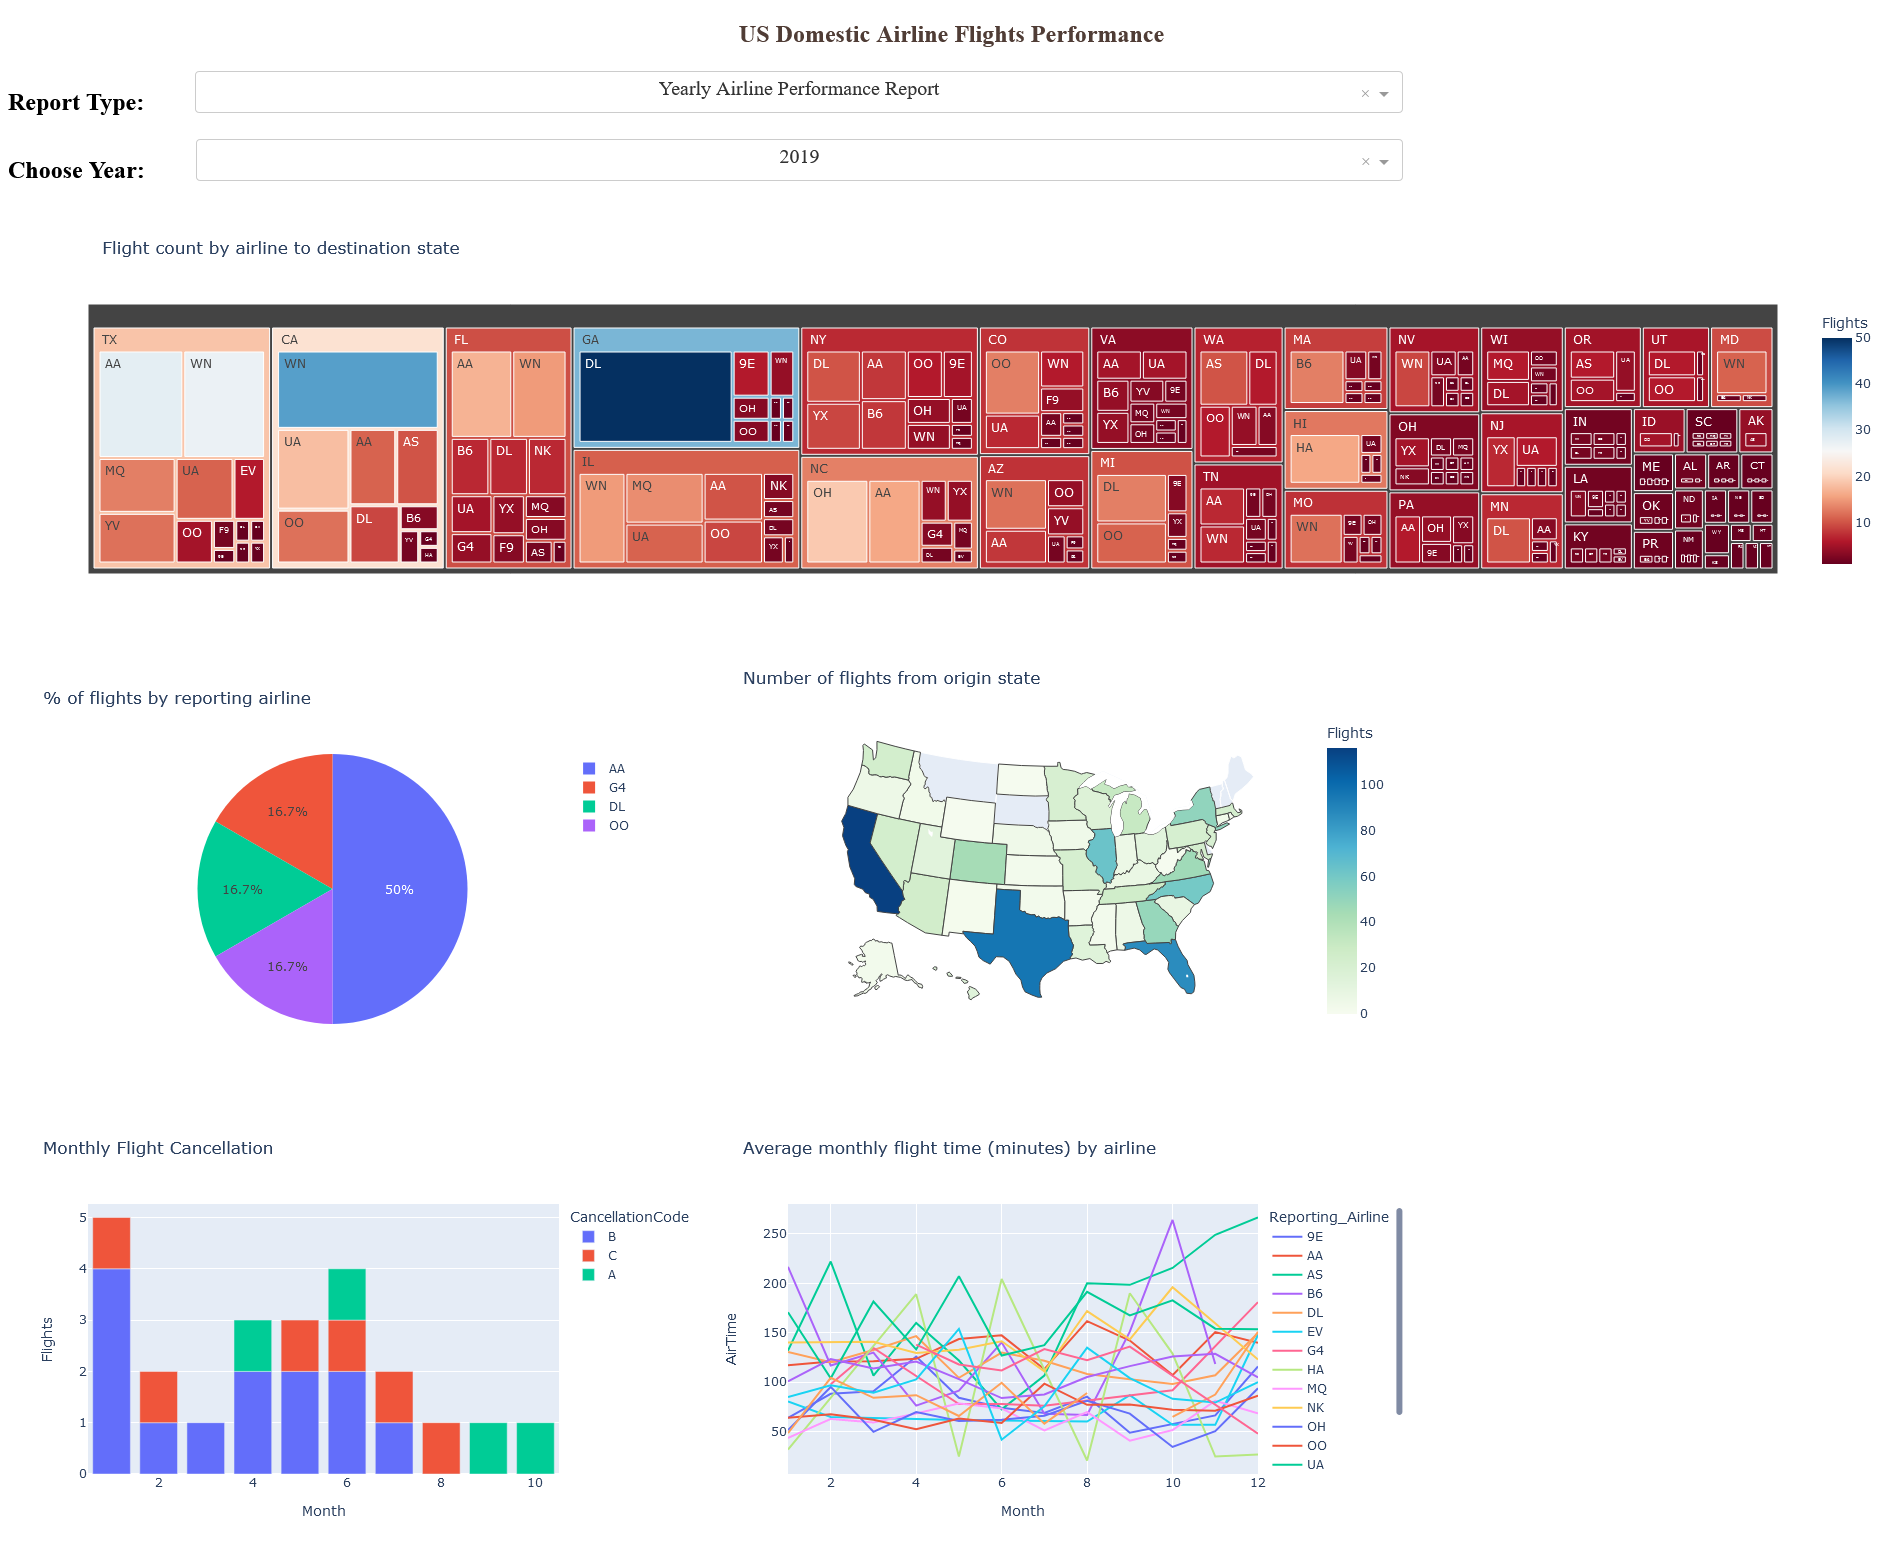 US Domestic Airline Flights Performance
Report Type:
Yearly Airline Performance Report
×
Choose Year:
2019
×
Flight count by airline to destination state
TX
AA
WN
MQ
UA
EV
YV
OO
F9
CA
WN
UA
AA
AS
OO
DL
B6
YV
G4
HA
FL
AA
WN
B6
DL
NK
UA
YX
MQ
OH
G4
F9
AS
GA
DL
9E
WN
OH
OO
IL
WN
MQ
AA
NK
AS
UA
OO
DL
YX
NY
DL
AA
OO
9E
YX
B6
OH
UA
WN
NC
OH
AA
WN
YX
G4
MQ
DL
EV
CO
OO
WN
F9
UA
AA
AZ
WN
OO
YV
AA
UA
VA
AA
UA
B6
YV
9E
MQ
WN
YX
OH
MI
DL
9E
OO
YX
WA
AS
DL
OO
WN
AA
TN
AA
WN
UA
MA
B6
UA
HI
HA
UA
MO
WN
9E
OH
NV
WN
UA
AA
OH
YX
DL
MQ
NK
PA
AA
OH
YX
9E
WI
MQ
OO
WN
DL
NJ
YX
UA
MN
DL
AA
OR
AS
UA
OO
UT
DL
OO
MD
WN
IN
ID
SC
AK
LA
ME
AL
AR
CT
OK
ND
KY
PR
NM
Flights
50
40
30
20
10
% of flights by reporting airline
16.7%
16.7%
16.7%
50%
AA
G4
DL
OO
Number of flights from origin state
Flights
100
80
60
40
20
0
Monthly Flight Cancellation
5
4
3
2
1
0
Flights
2
4
6
8
10
Month
CancellationCode
B
C
A
Average monthly flight time (minutes) by airline
250
200
150
100
50
AirTime
2
4
6
8
10
12
Month
Reporting_Airline
9E
AA
AS
B6
DL
EV
G4
HA
MQ
NK
OH
OO
UA